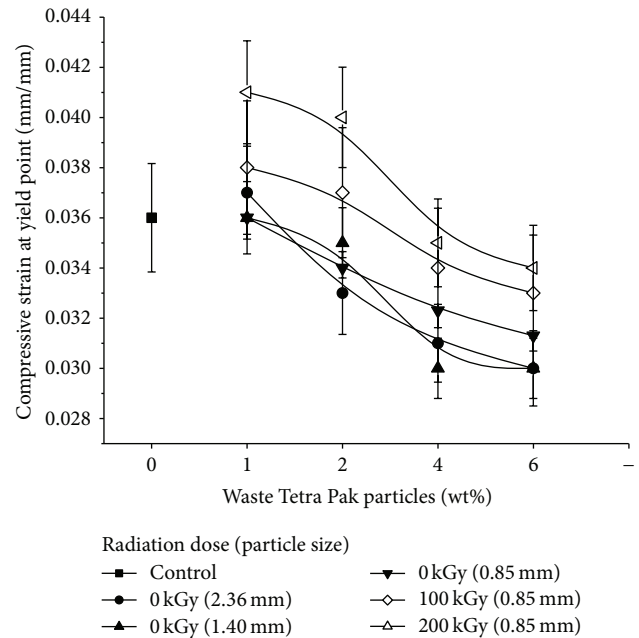 0.044
0.042
0.040
0.038
0.036
0.034
0.032
0.030
0.028
Compressive strain at yield point (mm/mm)
0 1 2 4 6 –
Waste Tetra Pak particles (wt%)
Radiation dose (particle size)
Control
0 kGy (2.36 mm)
0 kGy (1.40 mm)
0 kGy (0.85 mm)
100 kGy (0.85 mm)
200 kGy (0.85 mm)